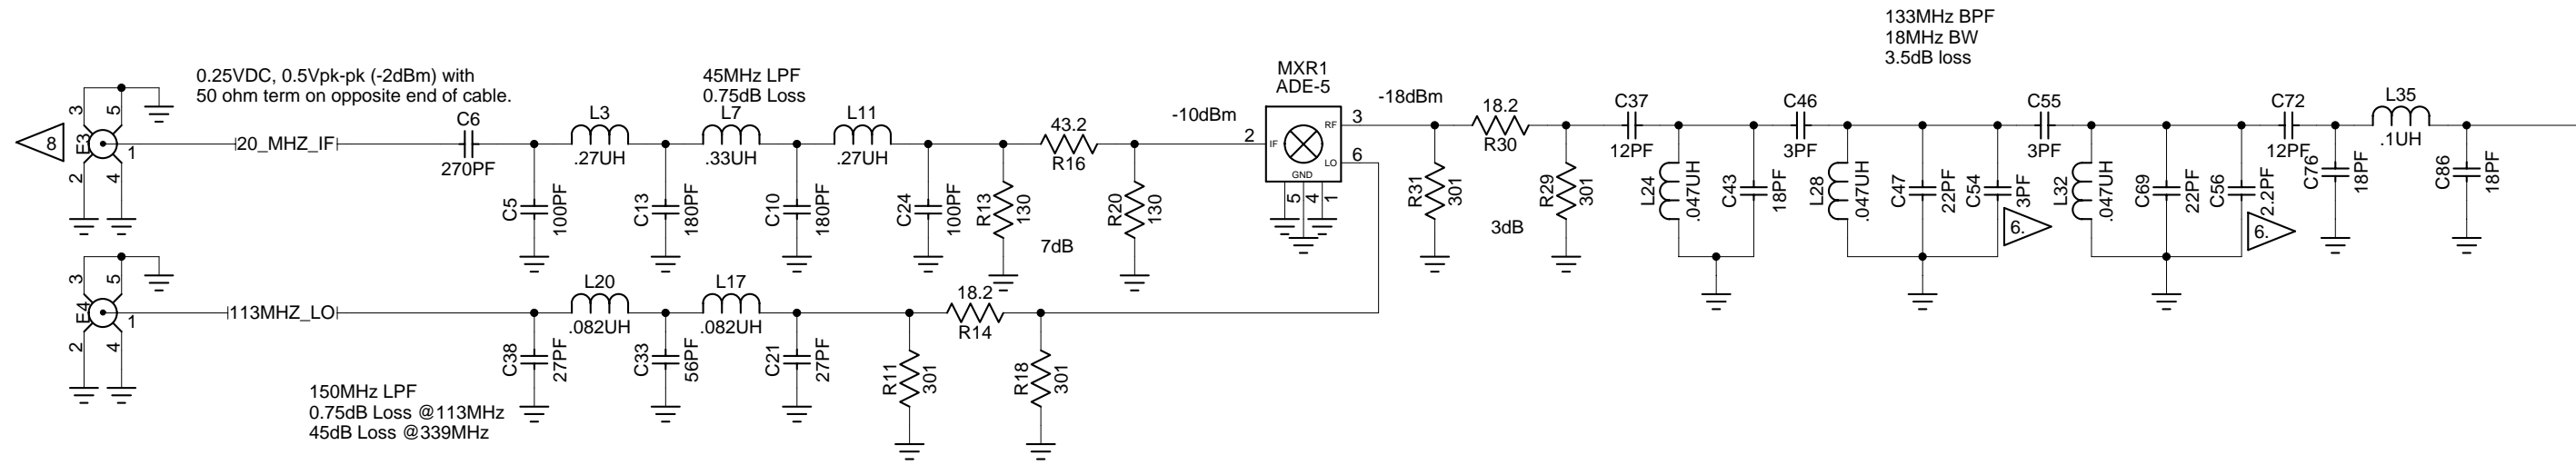 133MHz BPF
18MHz BW
3.5dB loss
0.25VDC, 0.5Vpk-pk (-2dBm) with
50 ohm term on opposite end of cable.
45MHz LPF
0.75dB Loss
MXR1
ADE-5
8
E3
3
5
1
2
4
20_MHZ_IF
C6
270PF
L3
.27UH
L7
.33UH
L11
.27UH
C5
100PF
C13
180PF
C10
180PF
C24
100PF
R13
130
43.2
R16
R20
130
7dB
-10dBm
2
IF
RF
LO
GND
3
6
5
4
1
-18dBm
R31
301
18.2
R30
R29
301
3dB
C37
12PF
L24
.047UH
C43
18PF
C46
3PF
L28
.047UH
C47
22PF
C54
3PF
6.
C55
3PF
L32
.047UH
C69
22PF
C56
2.2PF
6.
C72
12PF
C76
18PF
L35
.1UH
C86
18PF
E4
3
5
1
2
4
113MHZ_LO
L20
.082UH
L17
.082UH
C38
27PF
C33
56PF
C21
27PF
R11
301
18.2
R14
R18
301
150MHz LPF
0.75dB Loss @113MHz
45dB Loss @339MHz